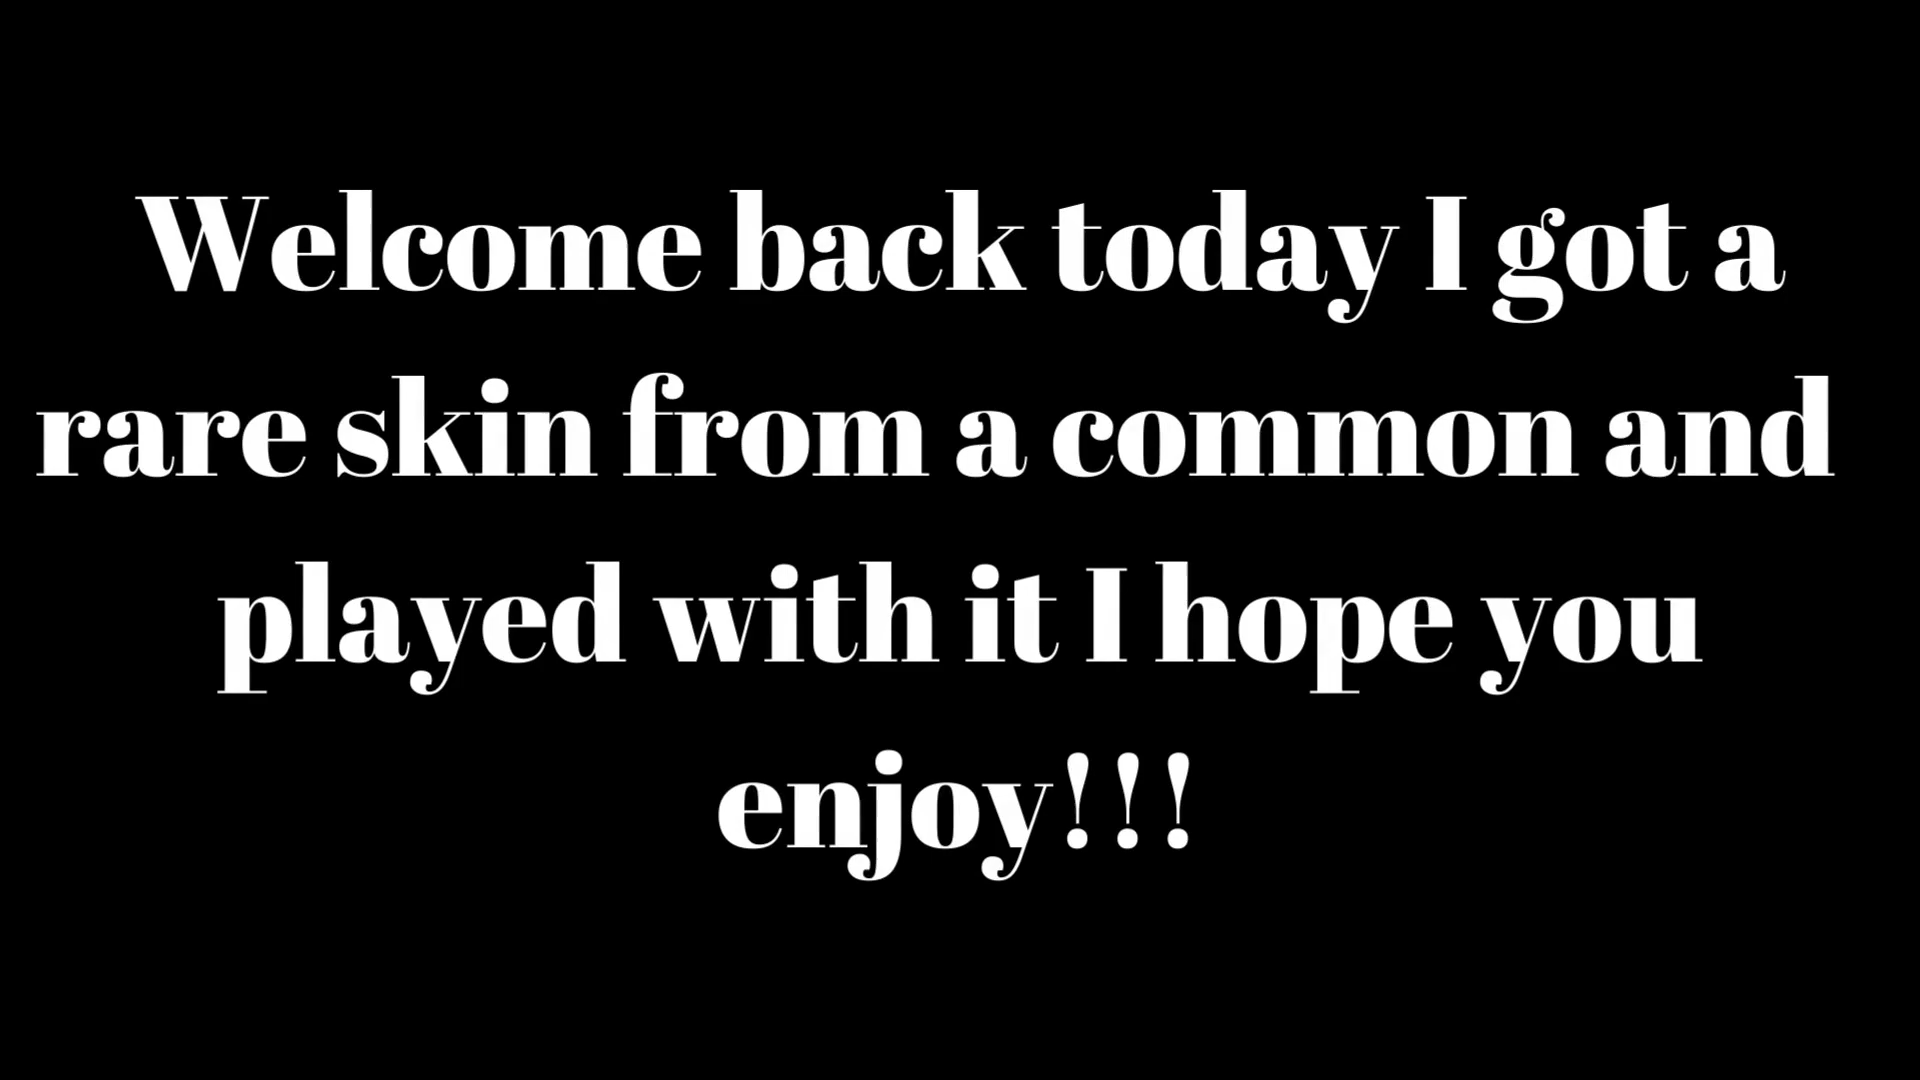 Welcome back today I got a
rare skin from a common and
played with it I hope you
enjoy!!!